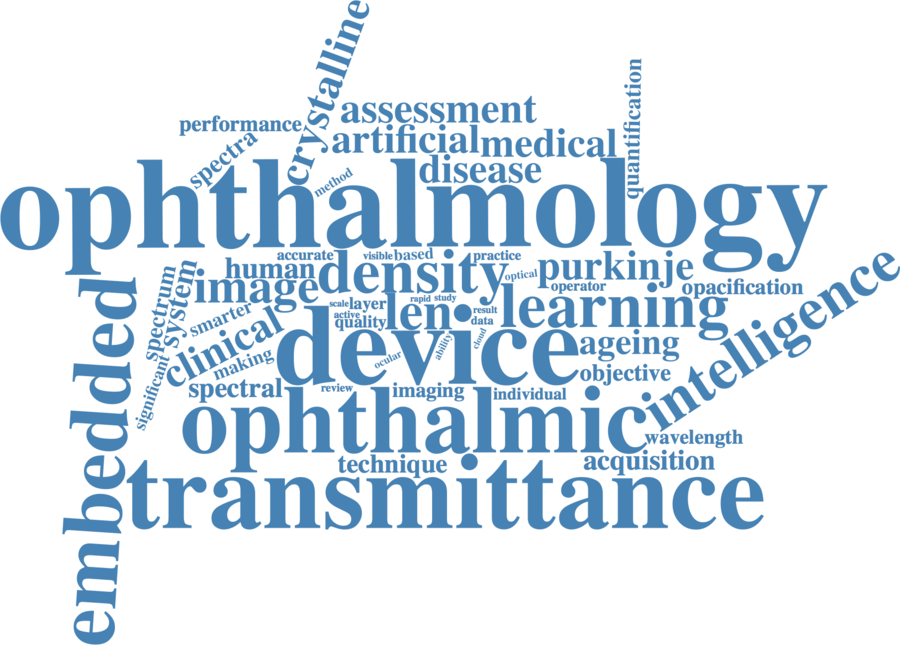 crystalline
assessment
performance
artificial medical
quantification
spectra
disease
method
ophthalmology
accurate visible based practice
human density optical purkinje
image operator opacification
spectrum system
scale layer rapid study
len learning
intelligence
smarter active result
quality data
clinical device ageing
cloud ability
making ocular
objective
significant
spectral review imaging individual
embedded
ophthalmic
wavelength
technique acquisition
transmittance